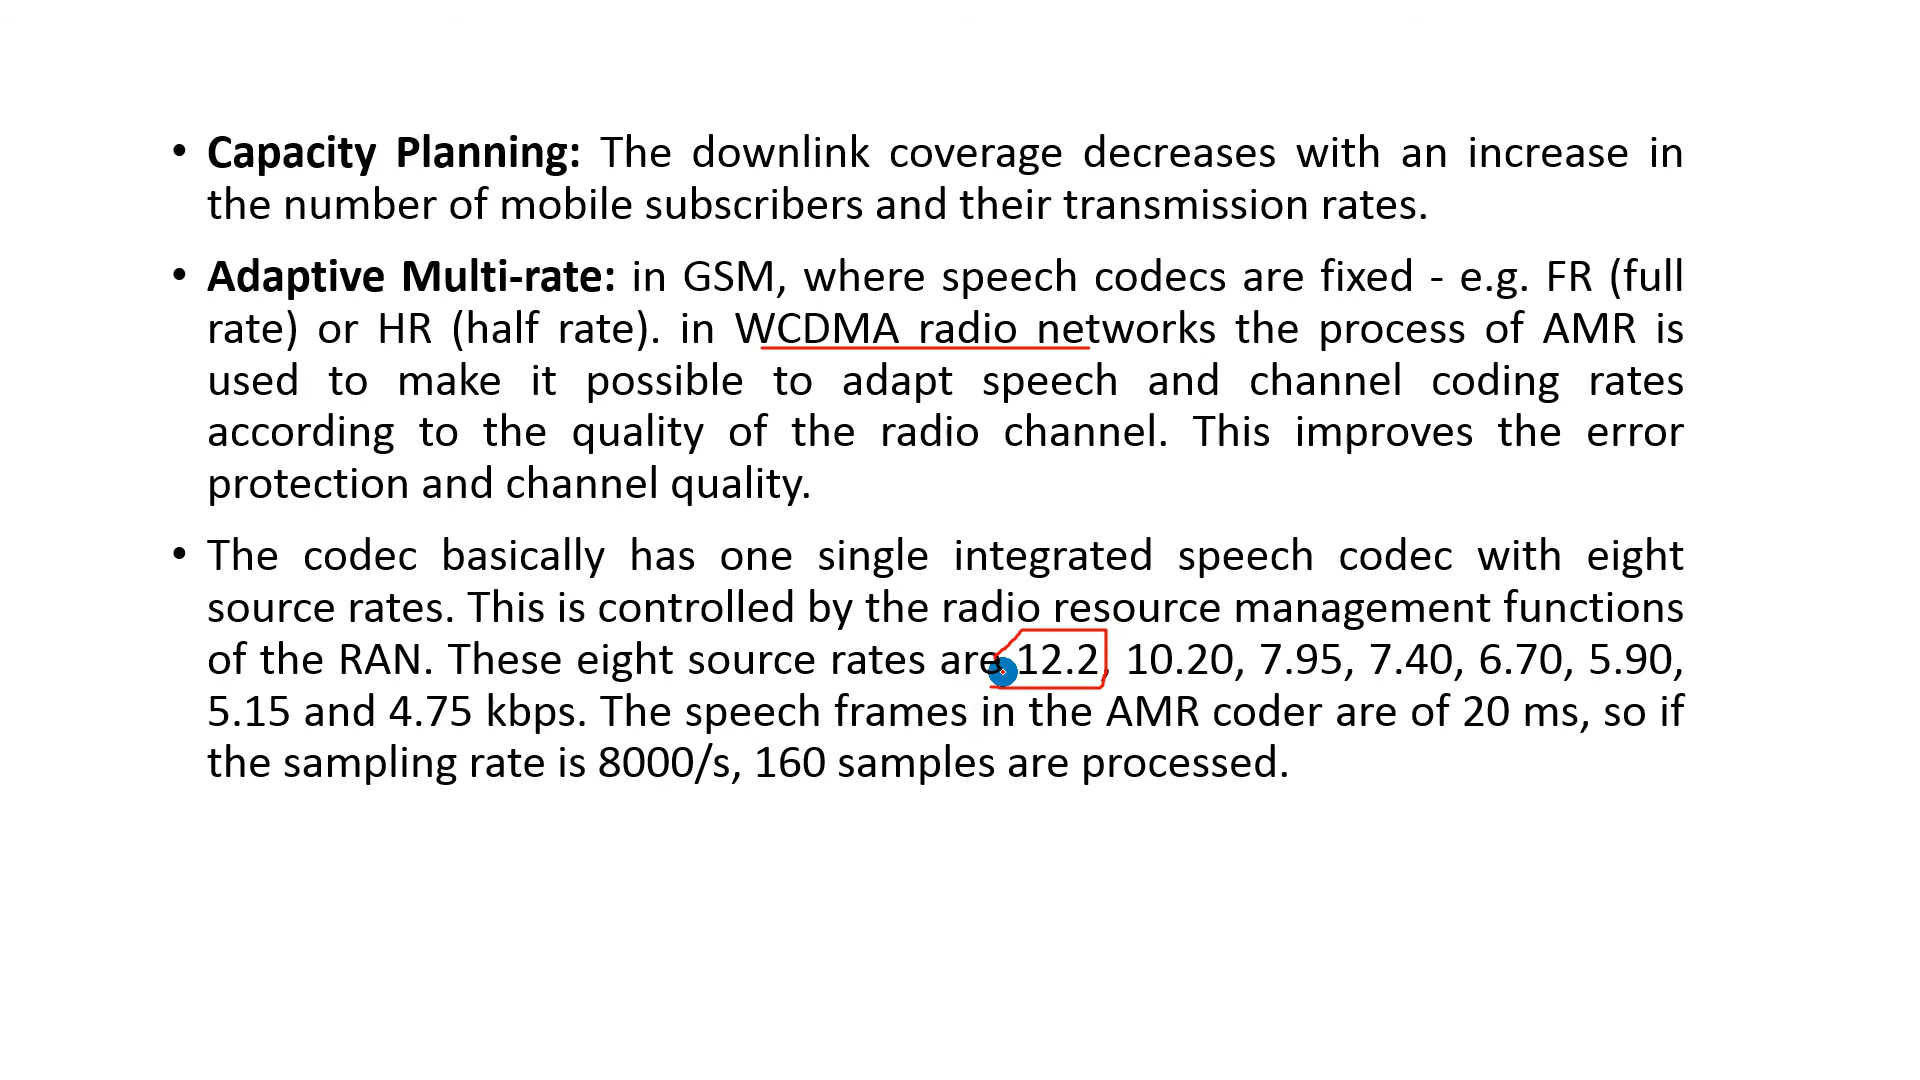 • Capacity Planning: The downlink coverage decreases with an increase in
the number of mobile subscribers and their transmission rates.
• Adaptive Multi-rate: in GSM, where speech codecs are fixed - e.g. FR (full
rate) or HR (half rate). in WCDMA radio networks the process of AMR is
used to make it possible to adapt speech and channel coding rates
according to the quality of the radio channel. This improves the error
protection and channel quality.
• The codec basically has one single integrated speech codec with eight
source rates. This is controlled by the radio resource management functions
of the RAN. These eight source rates are 12.2, 10.20, 7.95, 7.40, 6.70, 5.90,
5.15 and 4.75 kbps. The speech frames in the AMR coder are of 20 ms, so if
the sampling rate is 8000/s, 160 samples are processed.